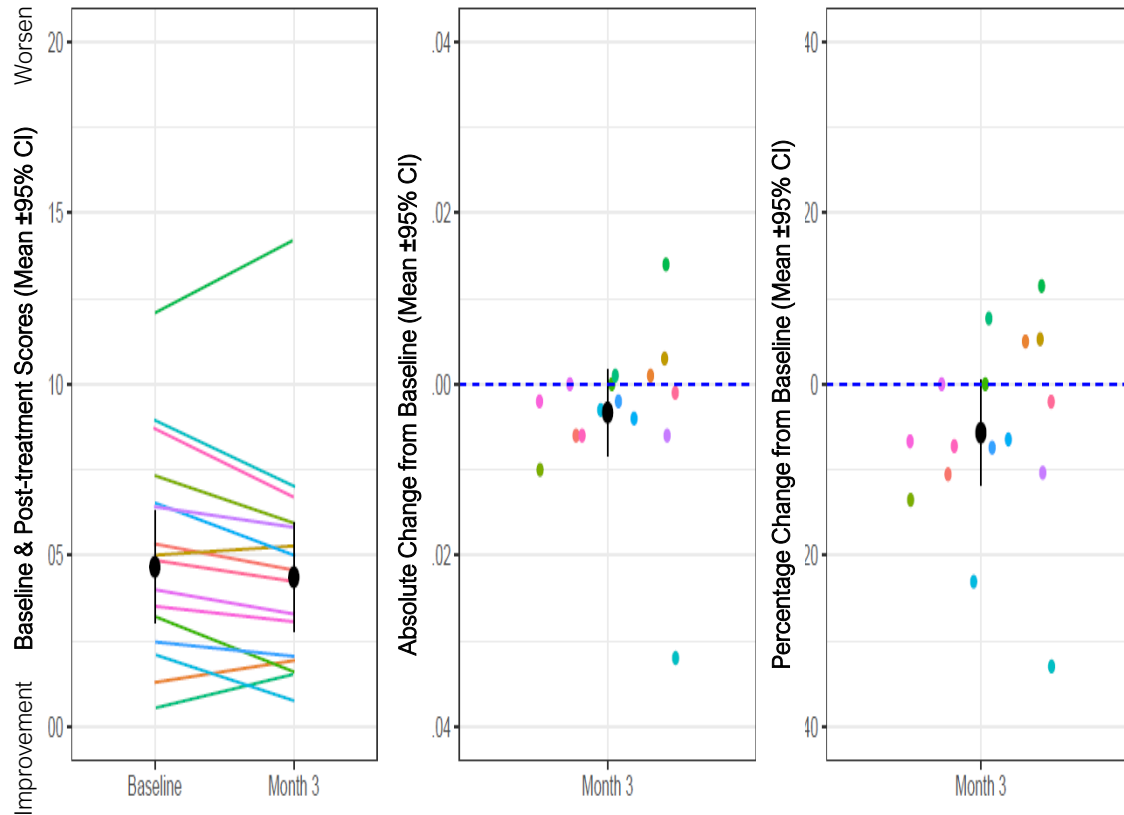 Worsen
Baseline & Post-treatment Scores (Mean ±95% CI)
Improvement
20
15
10
05
00
Baseline
Month 3
Absolute Change from Baseline (Mean ±95% CI)
.04
.02
.00
.02
.04
Month 3
Percentage Change from Baseline (Mean ±95% CI)
40
20
0
20
40
Month 3